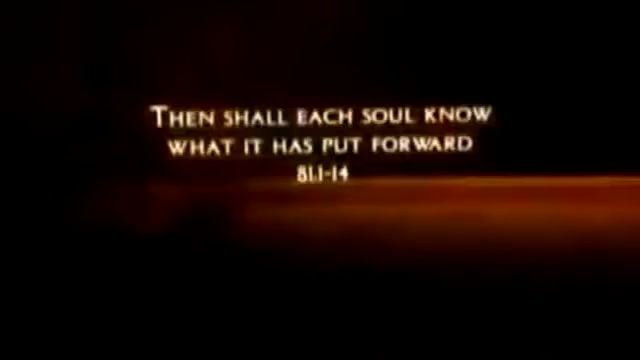 THEN SHALL EACH SOUL KNOW
WHAT IT HAS PUT FORWARD
81.1-14